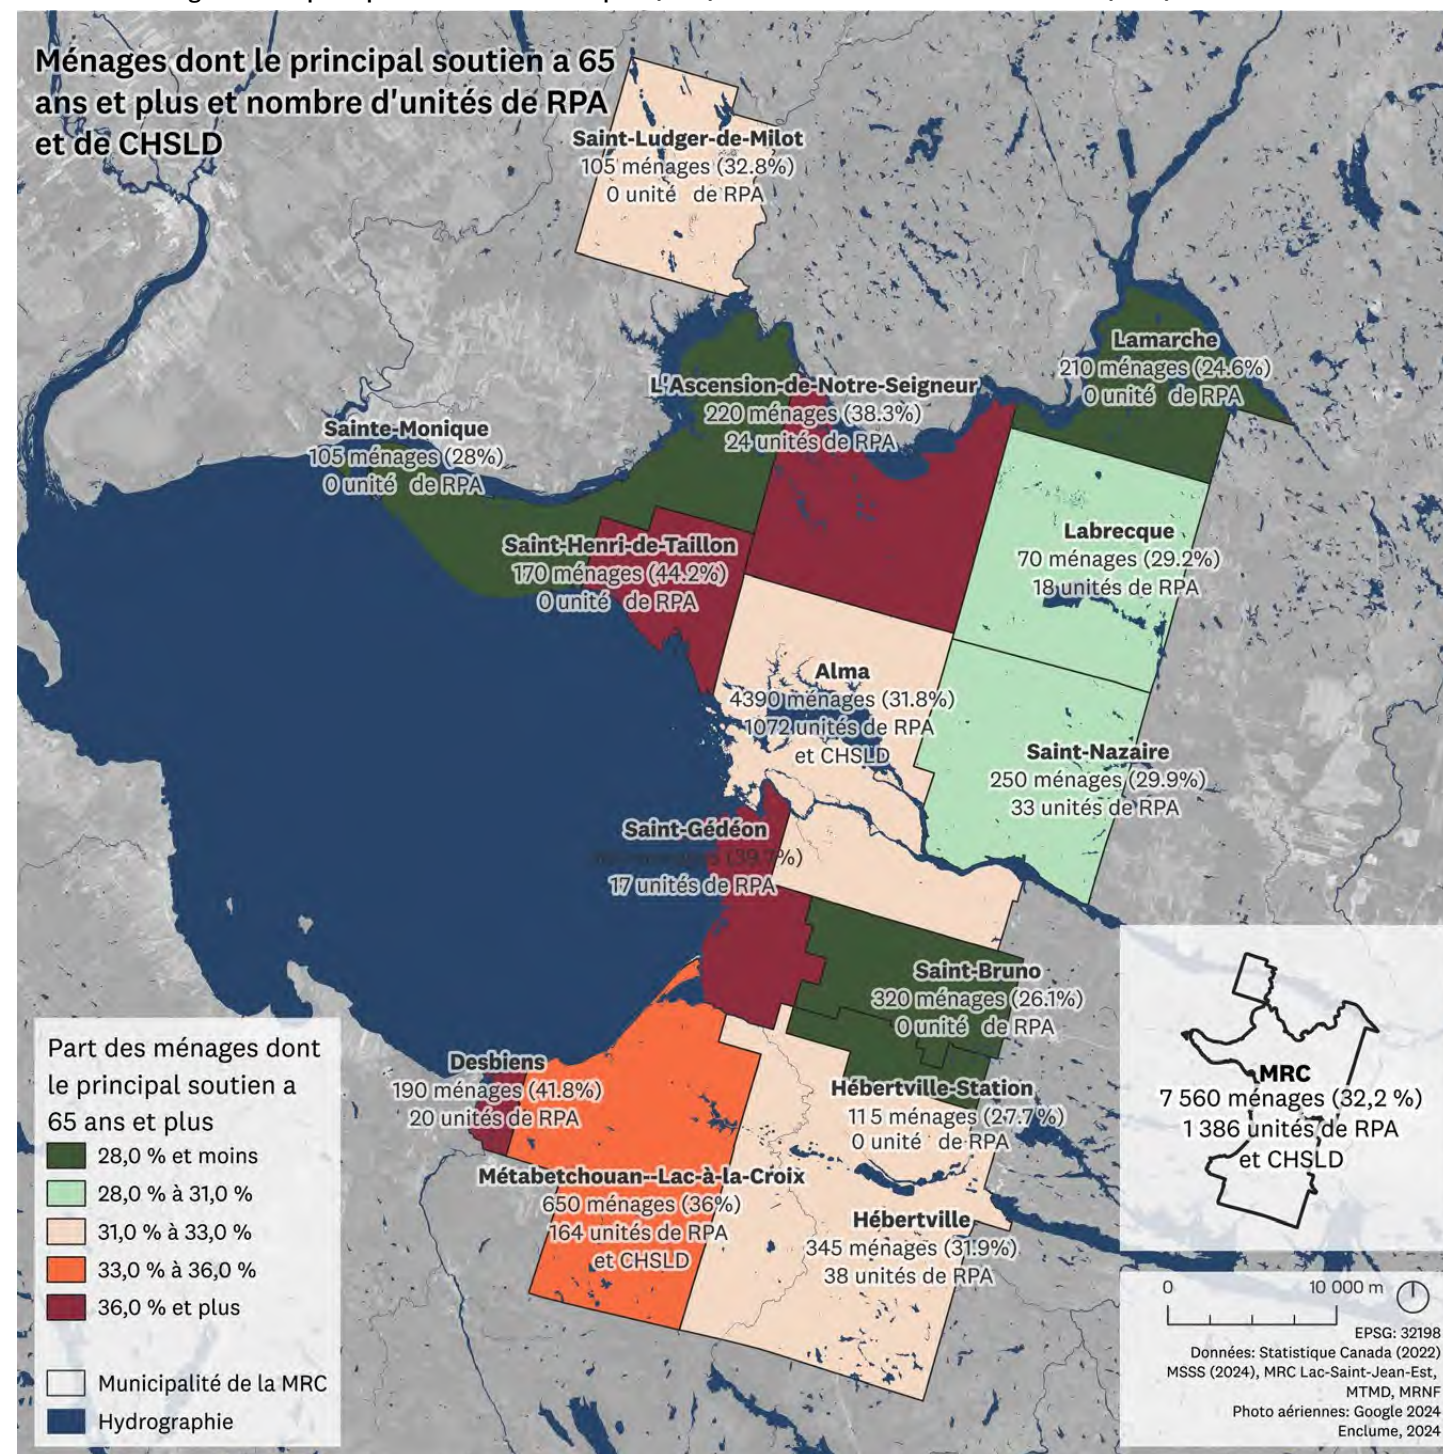 Ménages dont le principal soutien a 65
ans et plus et nombre d'unités de RPA
et de CHSLD
Saint-Ludger-de-Milot
105 ménages (32.8%)
0 unité de RPA
Lamarche
210 ménages (24.6%)
0 unité de RPA
L'Ascension-de-Notre-Seigneur
220 ménages (38.3%)
24 unités de RPA
Sainte-Monique
105 ménages (28%)
0 unité de RPA
Saint-Henri-de-Taillon
170 ménages (44.2%)
0 unité de RPA
Labrecque
70 ménages (29.2%)
18 unités de RPA
Alma
4390 ménages (31.8%)
1072 unités de RPA
et CHSLD
Saint-Nazaire
250 ménages (29.9%)
33 unités de RPA
Saint-Gédéon
ménages (39.7%)
17 unités de RPA
Saint-Bruno
320 ménages (26.1%)
0 unité de RPA
Desbiens
190 ménages (41.8%)
20 unités de RPA
Hébertville-Station
115 ménages (27.7%)
0 unité de RPA
Métabetchouan--Lac-à-la-Croix
650 ménages (36%)
164 unités de RPA
et CHSLD
Hébertville
345 ménages (31.9%)
38 unités de RPA
Part des ménages dont
le principal soutien a
65 ans et plus
28,0 % et moins
28,0 % à 31,0 %
31,0 % à 33,0 %
33,0 % à 36,0 %
36,0 % et plus
Municipalité de la MRC
Hydrographie
MRC
7 560 ménages (32,2 %)
1 386 unités de RPA
et CHSLD
0 10 000 m
EPSG: 32198
Données: Statistique Canada (2022)
MSSS (2024), MRC Lac-Saint-Jean-Est,
MTMD, MRNF
Photo aériennes: Google 2024
Enclume, 2024